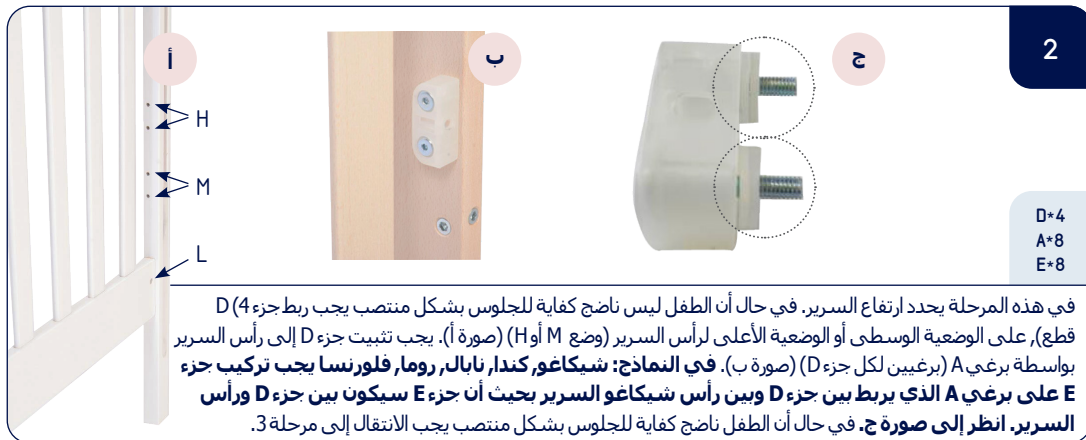 2
أ
ب
ج
H
M
L
D*4
A*8
E*8
في هذه المرحلة يحدد ارتفاع السرير. في حال أن الطفل ليس ناضج كفاية للجلوس بشكل منتصب يجب ربط جزء D (4
قطع), على الوضعية الوسطى أو الوضعية الأعلى لرأس السرير (وضع M أو H) (صورة أ). يجب تثبيت جزء D إلى رأس السرير
بواسطة برغي A (برغيين لكل جزء D) (صورة ب). في النماذج: شيكاغو, كندا, نابال, روما, فلورنسا يجب تركيب جزء
E على برغي A الذي يربط بين جزء D وبين رأس شيكاغو السرير بحيث أن جزء E سيكون بين جزء D ورأس
السرير. انظر إلى صورة ج. في حال أن الطفل ناضج كفاية للجلوس بشكل منتصب يجب الانتقال إلى مرحلة 3.